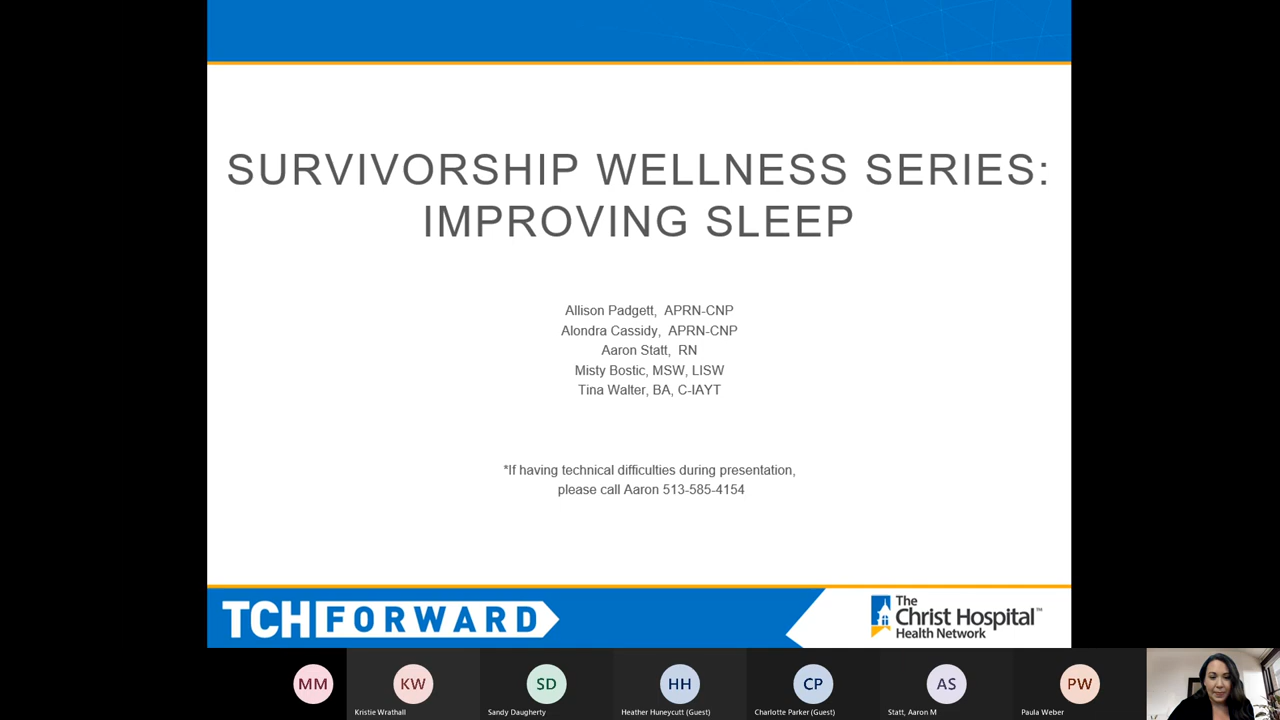 SURVIVORSHIP WELLNESS SERIES:
IMPROVING SLEEP
Allison Padgett, APRN-CNP
Alondra Cassidy, APRN-CNP
Aaron Statt, RN
Misty Bostic, MSW, LISW
Tina Walter, BA, C-IAYT
*If having technical difficulties during presentation,
please call Aaron 513-585-4154
TCH FORWARD
The
Christ Hospital™
Health Network
MM
KW
SD
HH
CP
AS
PW
Kristie Wrathall
Sandy Daugherty
Heather Huneycutt (Guest)
Charlotte Parker (Guest)
Statt, Aaron M
Paula Weber